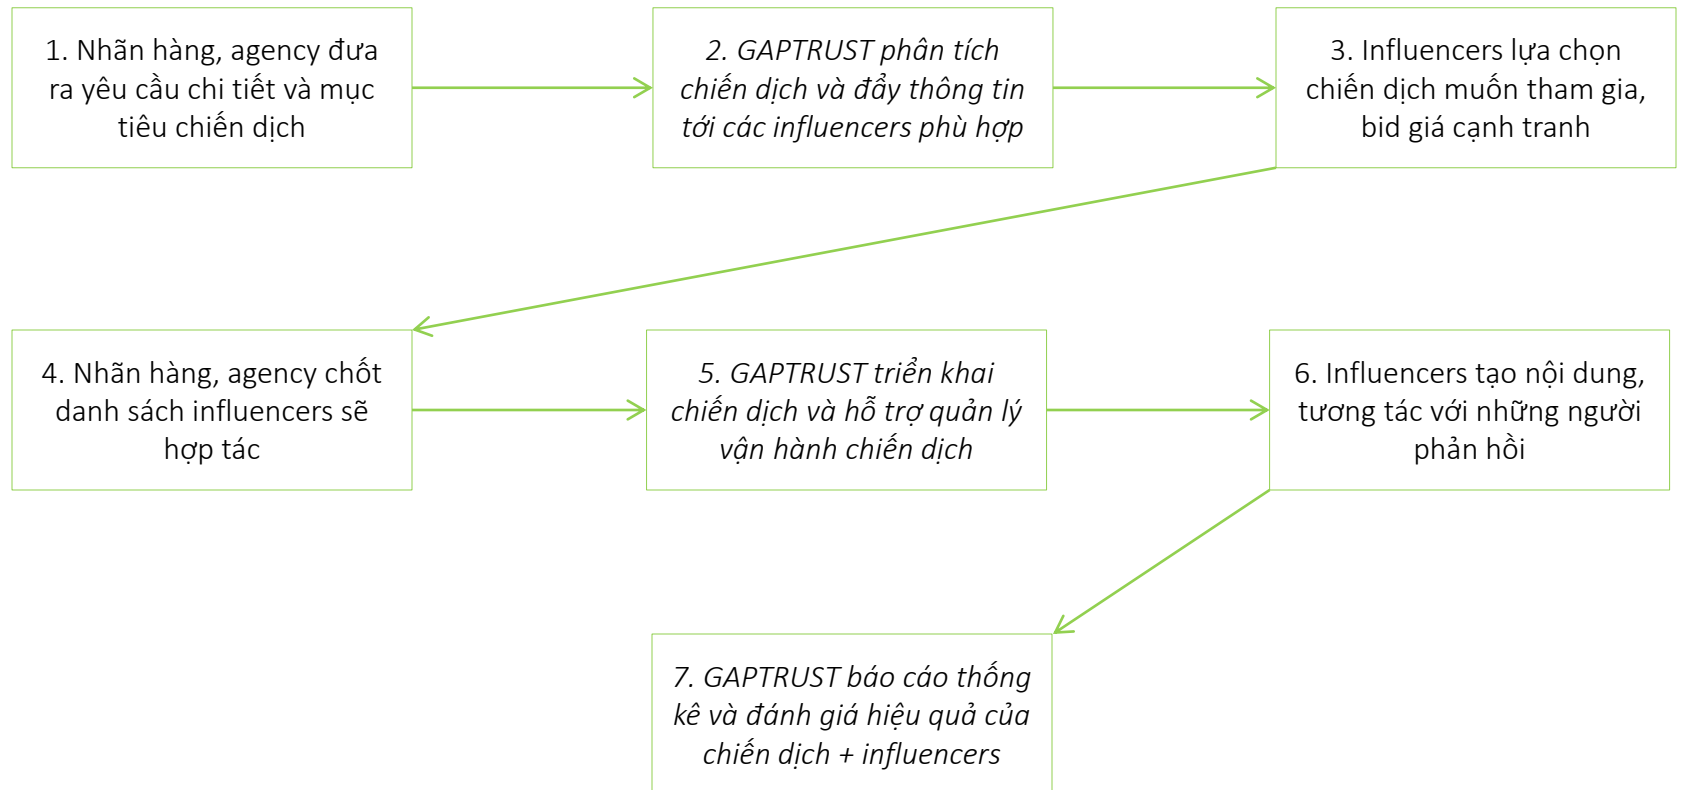 1. Nhãn hàng, agency đưa
ra yêu cầu chi tiết và mục
tiêu chiến dịch
2. GAPTRUST phân tích
chiến dịch và đẩy thông tin
tới các influencers phù hợp
3. Influencers lựa chọn
chiến dịch muốn tham gia,
bid giá cạnh tranh
4. Nhãn hàng, agency chốt
danh sách influencers sẽ
hợp tác
5. GAPTRUST triển khai
chiến dịch và hỗ trợ quản lý
vận hành chiến dịch
6. Influencers tạo nội dung,
tương tác với những người
phản hồi
7. GAPTRUST báo cáo thống
kê và đánh giá hiệu quả của
chiến dịch + influencers